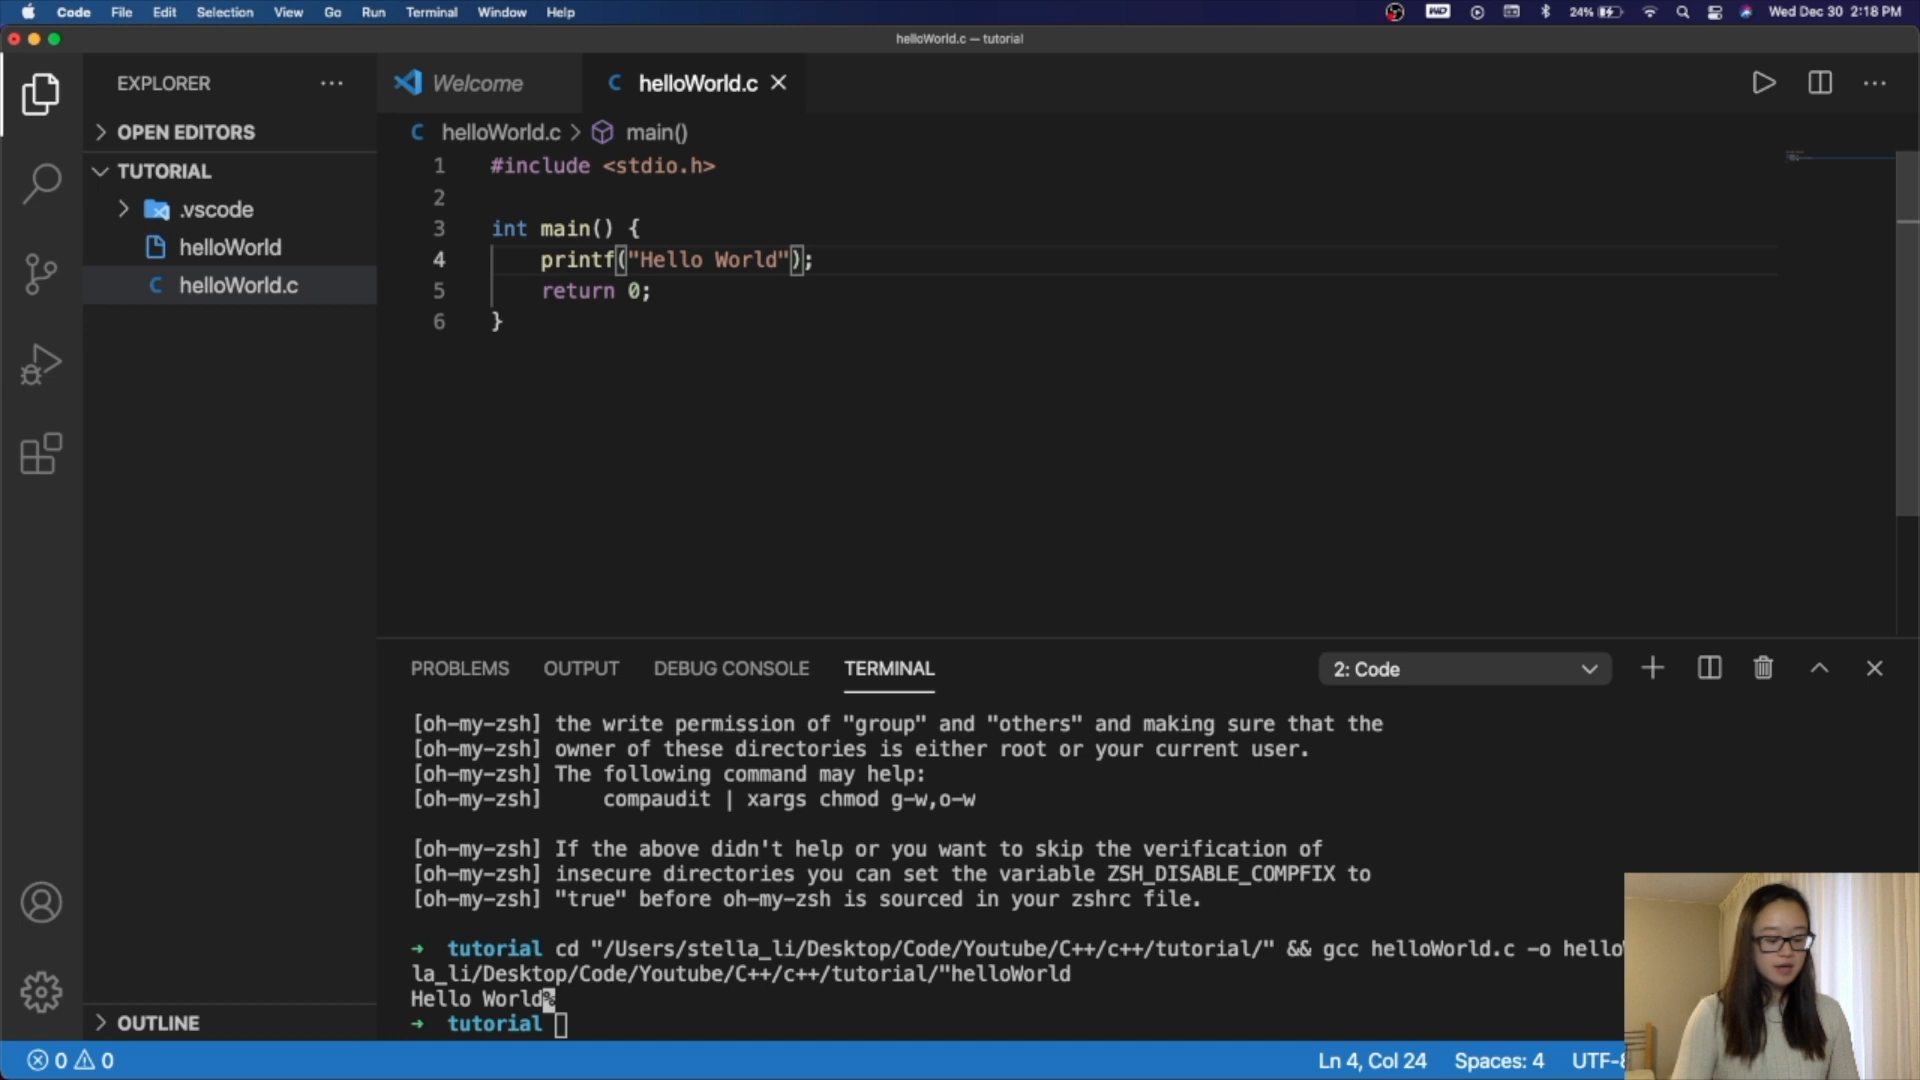 Code File Edit Selection View Go Run Terminal Window Help
24% Wed Dec 30 2:18 PM
helloWorld.c — tutorial
EXPLORER
OPEN EDITORS
TUTORIAL
.vscode
helloWorld
C helloWorld.c
OUTLINE
Welcome
C helloWorld.c
C helloWorld.c > main()
1 #include <stdio.h>
2
3 int main() {
4 printf("Hello World");
5 return 0;
6 }
PROBLEMS OUTPUT DEBUG CONSOLE TERMINAL
2: Code
[oh-my-zsh] the write permission of "group" and "others" and making sure that the
[oh-my-zsh] owner of these directories is either root or your current user.
[oh-my-zsh] The following command may help:
[oh-my-zsh] compaudit | xargs chmod g-w,o-w
[oh-my-zsh] If the above didn't help or you want to skip the verification of
[oh-my-zsh] insecure directories you can set the variable ZSH_DISABLE_COMPFIX to
[oh-my-zsh] "true" before oh-my-zsh is sourced in your zshrc file.
➜ tutorial cd "/Users/stella_li/Desktop/Code/Youtube/C++/c++/tutorial/" && gcc helloWorld.c -o hello
la_li/Desktop/Code/Youtube/C++/c++/tutorial/"helloWorld
Hello World%
➜ tutorial
0 0
Ln 4, Col 24 Spaces: 4 UTF-8